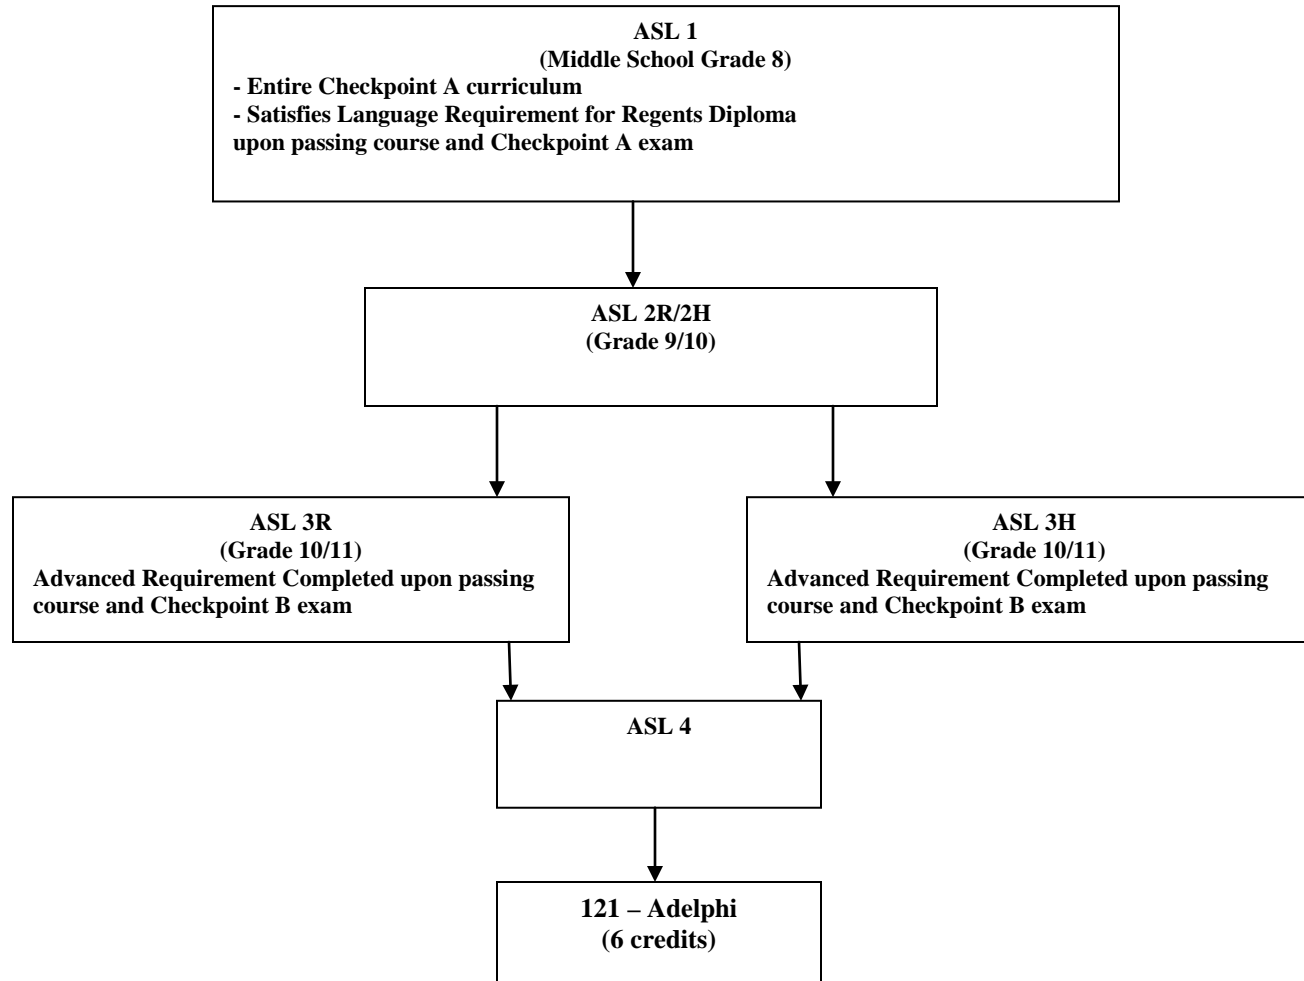 ASL 1
(Middle School Grade 8)
- Entire Checkpoint A curriculum
- Satisfies Language Requirement for Regents Diploma
upon passing course and Checkpoint A exam
ASL 2R/2H
(Grade 9/10)
ASL 3R
(Grade 10/11)
Advanced Requirement Completed upon passing
course and Checkpoint B exam
ASL 3H
(Grade 10/11)
Advanced Requirement Completed upon passing
course and Checkpoint B exam
ASL 4
121 – Adelphi
(6 credits)